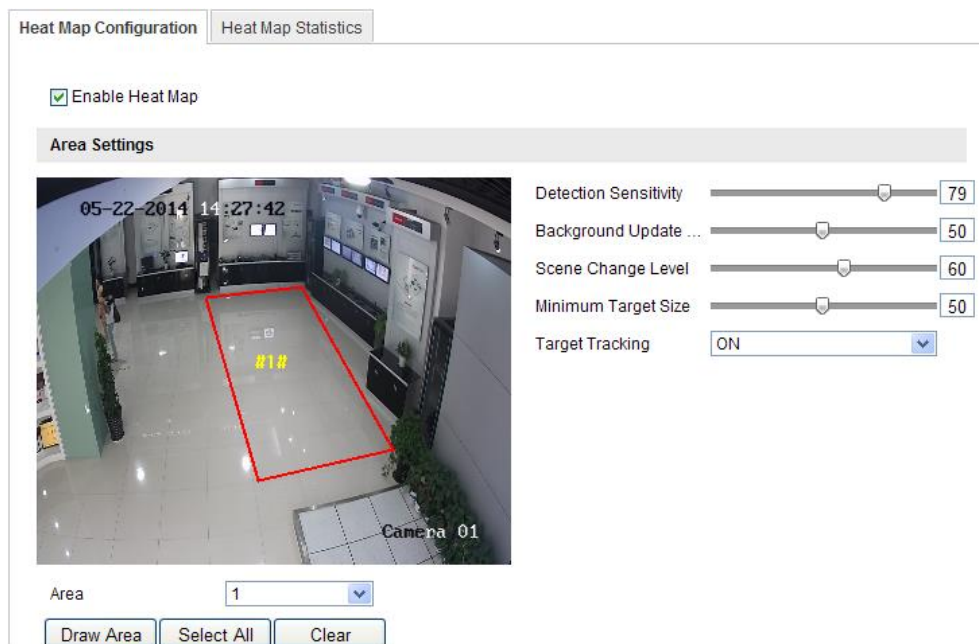 Heat Map Configuration Heat Map Statistics
Enable Heat Map
Area Settings
05-22-2014 14:27:42
#1#
Camera 01
Detection Sensitivity 79
Background Update ... 50
Scene Change Level 60
Minimum Target Size 50
Target Tracking ON
Area 1
Draw Area Select All Clear